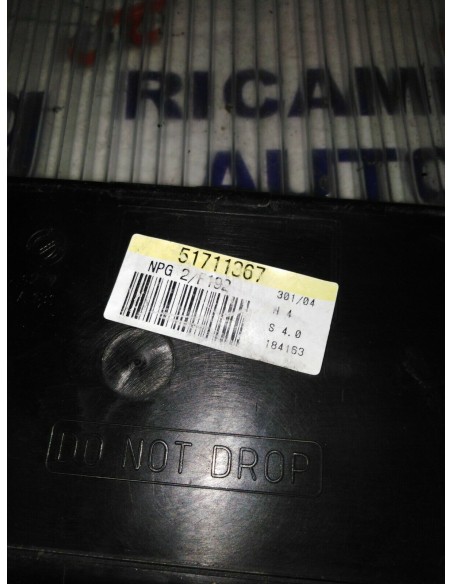 RICAM
AUTO
51711367
NPG 2/F192
301/04
H 4
S 4.0
184163
DO NOT DROP